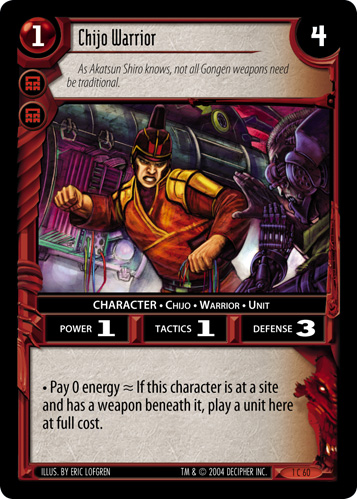 1
Chijo Warrior
4
As Akatsun Shiro knows, not all Gongen weapons need
be traditional.
CHARACTER • CHIJO • WARRIOR • UNIT
POWER 1 TACTICS 1 DEFENSE 3
• Pay 0 energy ≈ If this character is at a site
and has a weapon beneath it, play a unit here
at full cost.
ILLUS. BY ERIC LOFGREN TM & © 2004 DECIPHER INC. 1 C 60